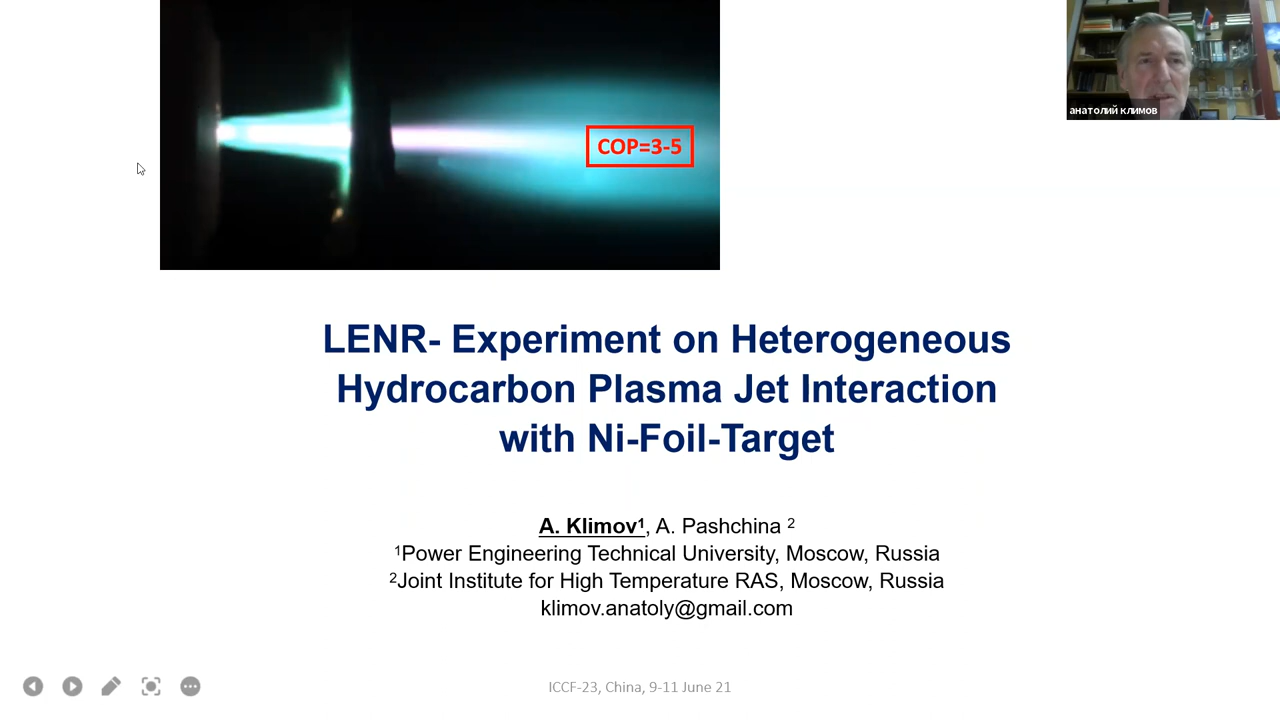 COP=3-5
анатолий климов
LENR- Experiment on Heterogeneous
Hydrocarbon Plasma Jet Interaction
with Ni-Foil-Target
A. Klimov¹, A. Pashchina ²
¹Power Engineering Technical University, Moscow, Russia
²Joint Institute for High Temperature RAS, Moscow, Russia
klimov.anatoly@gmail.com
ICCF-23, China, 9-11 June 21